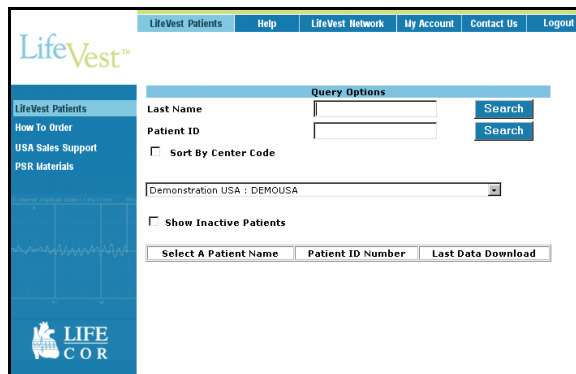 LifeVest Patients Help LifeVest Network My Account Contact Us Logout
LifeVest™
Query Options
LifeVest Patients
Last Name Search
How To Order
Patient ID Search
USA Sales Support
Sort By Center Code
PSR Materials
Demonstration USA : DEMOUSA
Show Inactive Patients
Select A Patient Name Patient ID Number Last Data Download
LIFE
COR